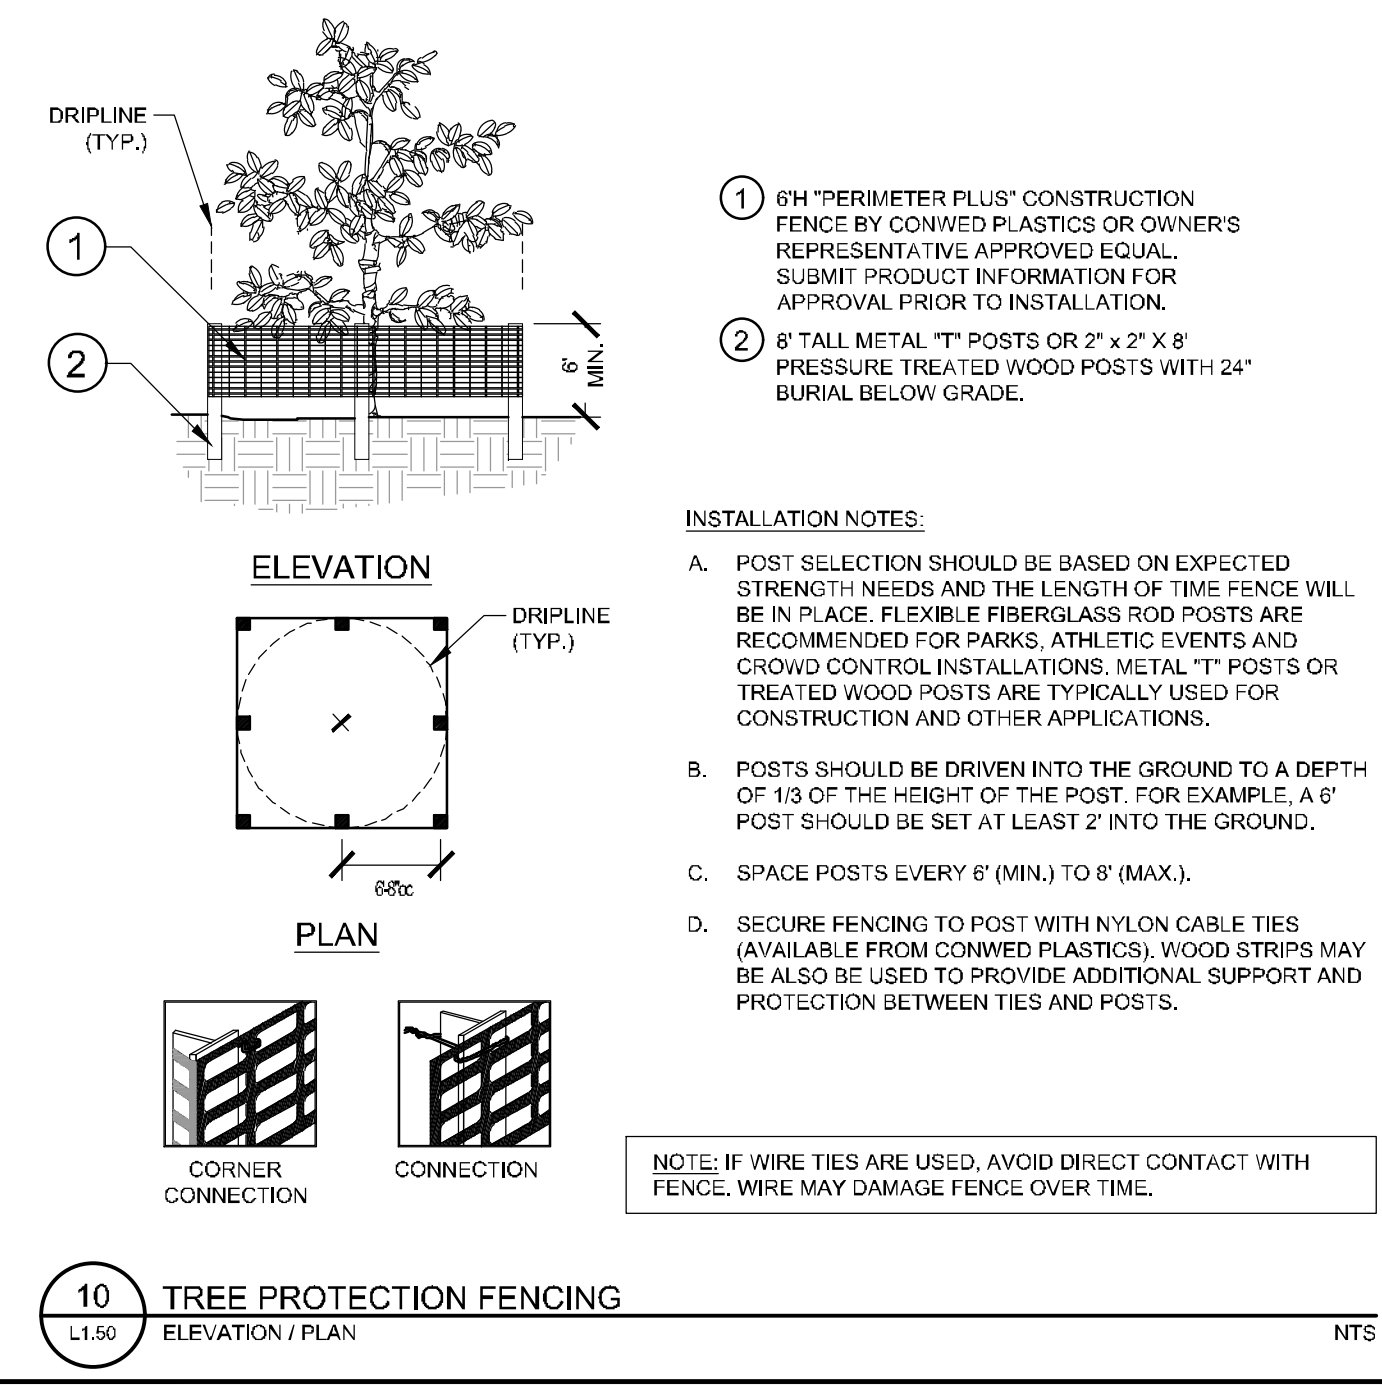 DRIPLINE
(TYP.)
1
2
6'
MIN.
1
6'H "PERIMETER PLUS" CONSTRUCTION
FENCE BY CONWED PLASTICS OR OWNER'S
REPRESENTATIVE APPROVED EQUAL.
SUBMIT PRODUCT INFORMATION FOR
APPROVAL PRIOR TO INSTALLATION.
2
8' TALL METAL "T" POSTS OR 2" x 2" X 8'
PRESSURE TREATED WOOD POSTS WITH 24"
BURIAL BELOW GRADE.
ELEVATION
DRIPLINE
(TYP.)
6-8"oc
PLAN
CORNER
CONNECTION
CONNECTION
INSTALLATION NOTES:
A. POST SELECTION SHOULD BE BASED ON EXPECTED
STRENGTH NEEDS AND THE LENGTH OF TIME FENCE WILL
BE IN PLACE. FLEXIBLE FIBERGLASS ROD POSTS ARE
RECOMMENDED FOR PARKS, ATHLETIC EVENTS AND
CROWD CONTROL INSTALLATIONS. METAL "T" POSTS OR
TREATED WOOD POSTS ARE TYPICALLY USED FOR
CONSTRUCTION AND OTHER APPLICATIONS.
B. POSTS SHOULD BE DRIVEN INTO THE GROUND TO A DEPTH
OF 1/3 OF THE HEIGHT OF THE POST. FOR EXAMPLE, A 6'
POST SHOULD BE SET AT LEAST 2' INTO THE GROUND.
C. SPACE POSTS EVERY 6' (MIN.) TO 8' (MAX.).
D. SECURE FENCING TO POST WITH NYLON CABLE TIES
(AVAILABLE FROM CONWED PLASTICS). WOOD STRIPS MAY
BE ALSO BE USED TO PROVIDE ADDITIONAL SUPPORT AND
PROTECTION BETWEEN TIES AND POSTS.
NOTE: IF WIRE TIES ARE USED, AVOID DIRECT CONTACT WITH
FENCE. WIRE MAY DAMAGE FENCE OVER TIME.
10
L1.50
TREE PROTECTION FENCING
ELEVATION / PLAN
NTS